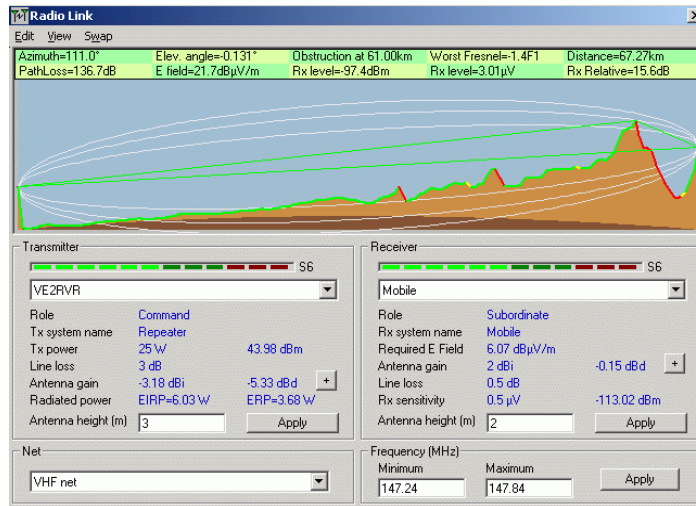 Radio Link
Edit View Swap
Azimuth=111.0° Elev. angle=-0.131° Obstruction at 61.00km Worst Fresnel=-1.4F1 Distance=67.27km
PathLoss=136.7dB E field=21.7dBµV/m Rx level=-97.4dBm Rx level=3.01µV Rx Relative=15.6dB
Transmitter
S6
VE2RVR
Role Command
Tx system name Repeater
Tx power 25 W 43.98 dBm
Line loss 3 dB
Antenna gain -3.18 dBi -5.33 dBd +
Radiated power EIRP=6.03 W ERP=3.68 W
Antenna height (m) 3 Apply
Receiver
S6
Mobile
Role Subordinate
Rx system name Mobile
Required E Field 6.07 dBµV/m
Antenna gain 2 dBi -0.15 dBd +
Line loss 0.5 dB
Rx sensitivity 0.5 µV -113.02 dBm
Antenna height (m) 2 Apply
Net
VHF net
Frequency (MHz)
Minimum Maximum
147.24 147.84 Apply